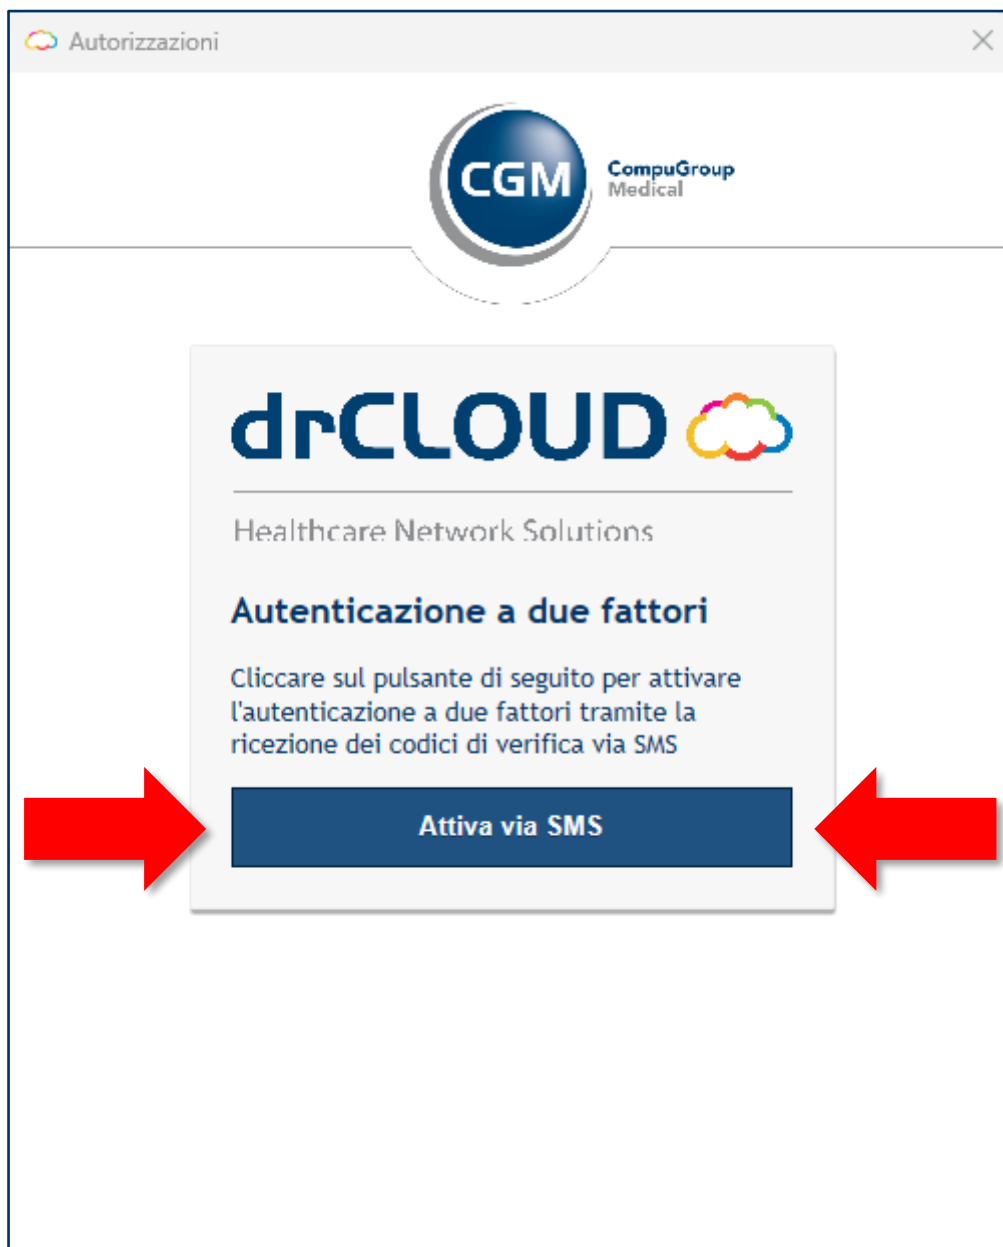 Autorizzazioni
CGM
CompuGroup
Medical
drCLOUD
Healthcare Network Solutions
Autenticazione a due fattori
Cliccare sul pulsante di seguito per attivare
l'autenticazione a due fattori tramite la
ricezione dei codici di verifica via SMS
Attiva via SMS